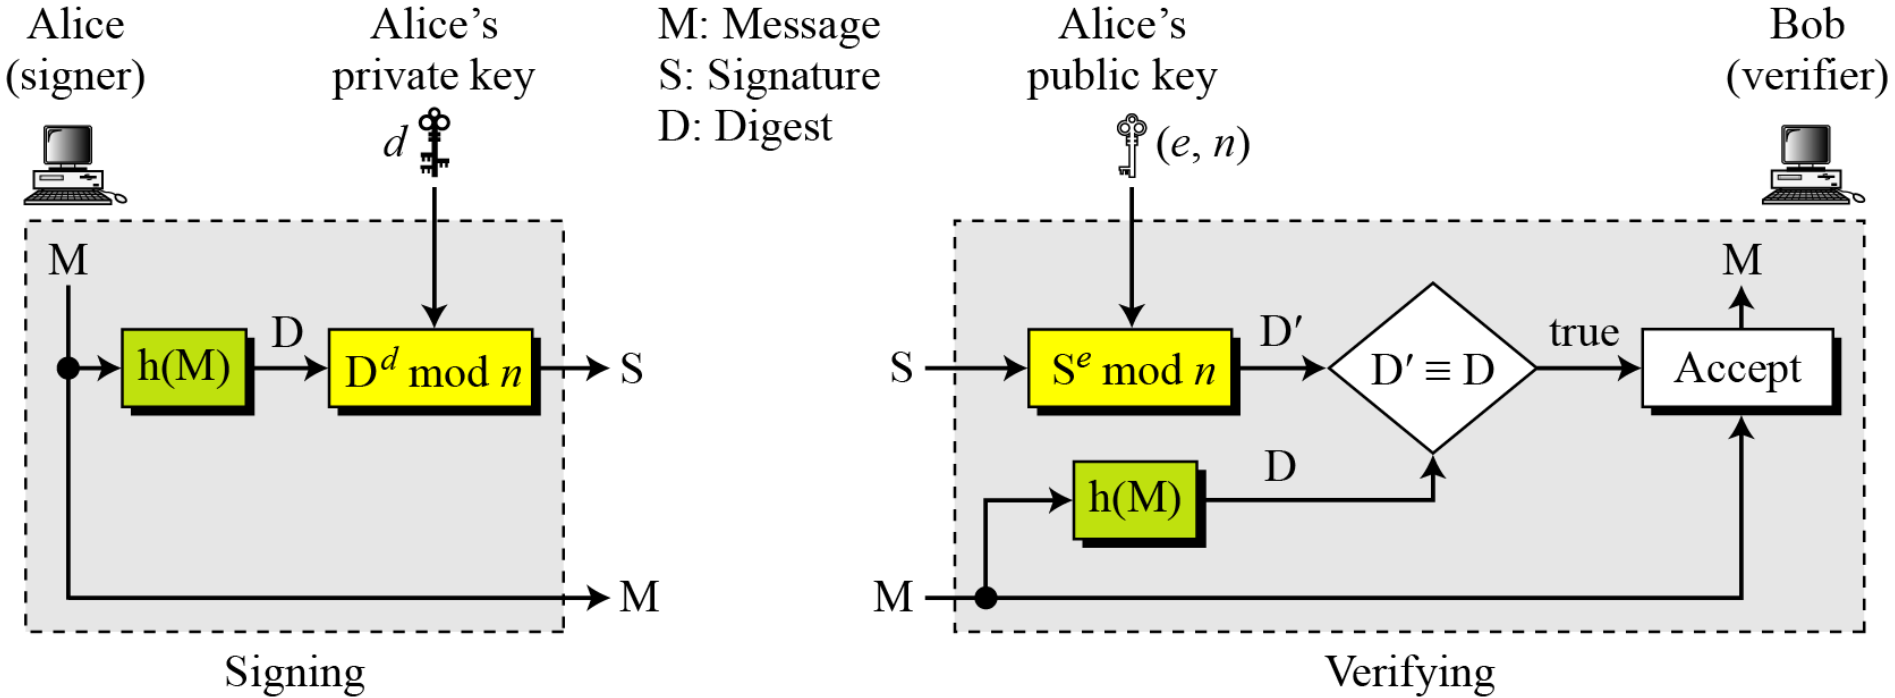 Alice
(signer)
Alice's
private key
d
M: Message
S: Signature
D: Digest
Alice's
public key
(e, n)
Bob
(verifier)
M
h(M)
D
D^d mod n
S
M
Signing
S
S^e mod n
D′
D′ ≡ D
true
Accept
M
h(M)
D
M
Verifying